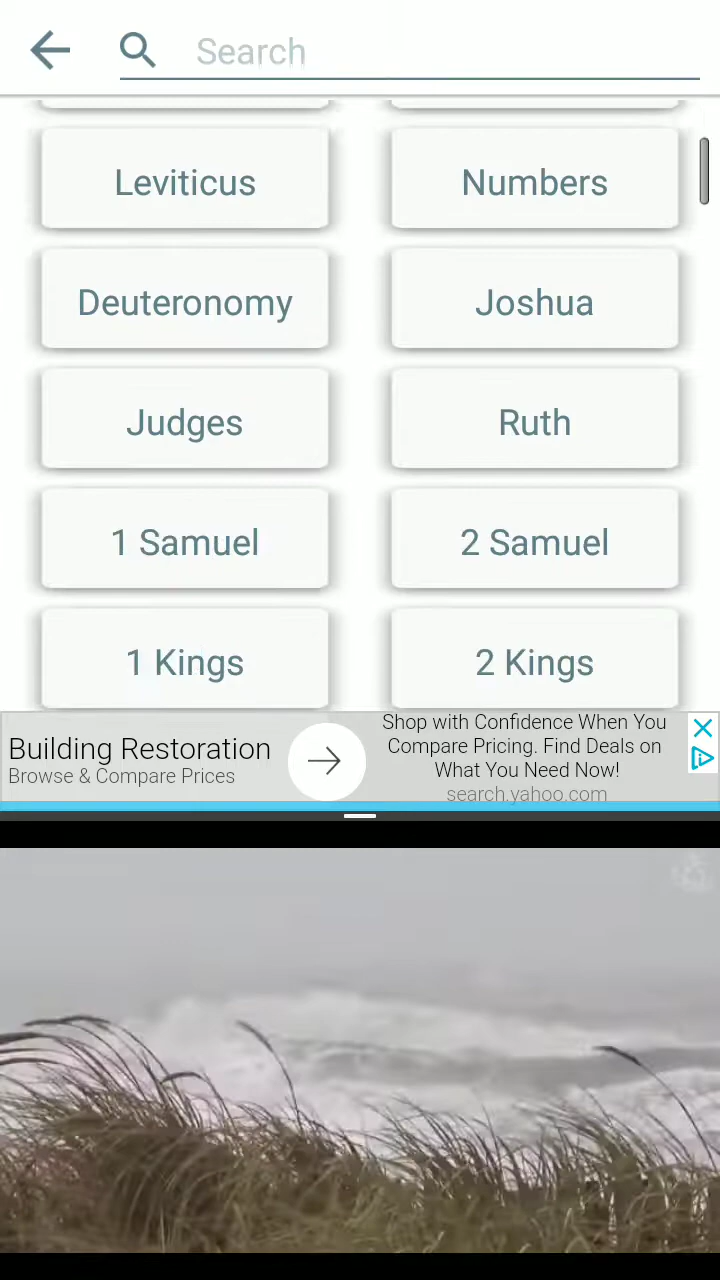 Search
Leviticus
Numbers
Deuteronomy
Joshua
Judges
Ruth
1 Samuel
2 Samuel
1 Kings
2 Kings
Building Restoration
Browse & Compare Prices
Shop with Confidence When You
Compare Pricing. Find Deals on
What You Need Now!
search.yahoo.com